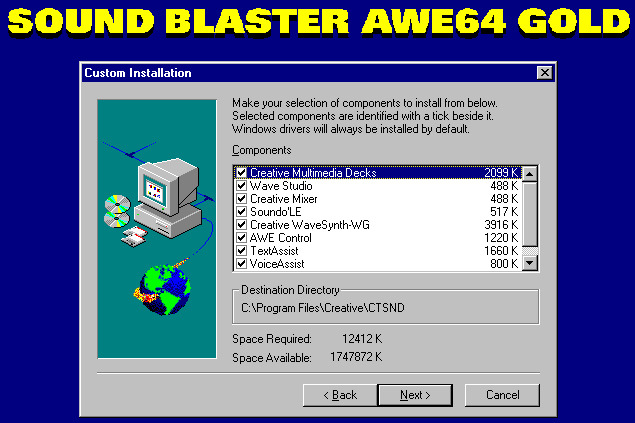 SOUND BLASTER AWE64 GOLD
Custom Installation
Make your selection of components to install from below.
Selected components are identified with a tick beside it.
Windows drivers will always be installed by default.
Components
Creative Multimedia Decks 2099 K
Wave Studio 488 K
Creative Mixer 488 K
Soundo'LE 517 K
Creative WaveSynth-WG 3916 K
AWE Control 1220 K
TextAssist 1660 K
VoiceAssist 800 K
Destination Directory
C:\Program Files\Creative\CTSND
Space Required: 12412 K
Space Available: 1747872 K
< Back Next > Cancel